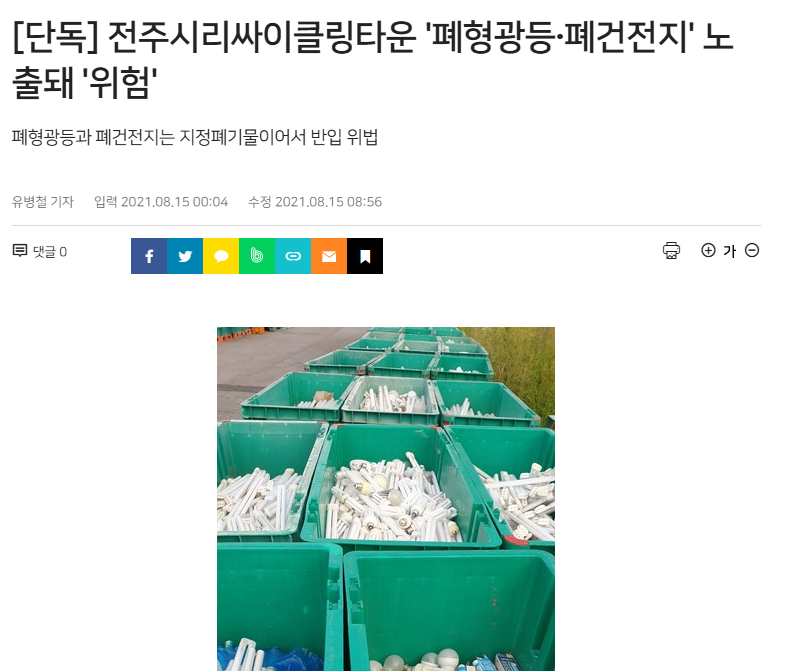 [단독] 전주시리싸이클링타운 '폐형광등·폐건전지' 노
출돼 '위험'
폐형광등과 폐건전지는 지정폐기물이어서 반입 위법
유병철 기자 입력 2021.08.15 00:04 수정 2021.08.15 08:56
댓글 0
가